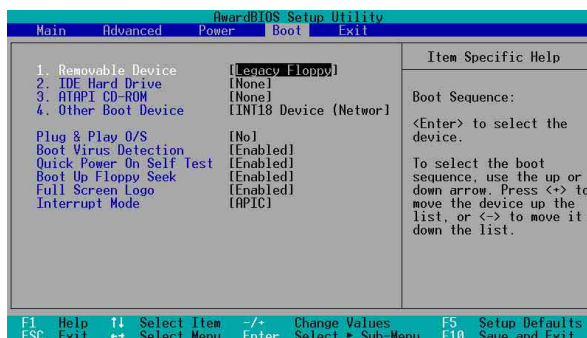 AwardBIOS Setup Utility
Main Advanced Power Boot Exit
Item Specific Help
1. Removable Device [Legacy Floppy]
2. IDE Hard Drive [None]
3. ATAPI CD-ROM [None]
4. Other Boot Device [INT18 Device (Networ]
Plug & Play O/S [No]
Boot Virus Detection [Enabled]
Quick Power On Self Test [Enabled]
Boot Up Floppy Seek [Enabled]
Full Screen Logo [Enabled]
Interrupt Mode [APIC]
Boot Sequence:
<Enter> to select the
device.
To select the boot
sequence, use the up or
down arrow. Press <+> to
move the device up the
list, or <-> to move it
down the list.
F1 Help ↑↓ Select Item -/+ Change Values F5 Setup Defaults
ESC Exit ←→ Select Menu Enter Select ► Sub-Menu F10 Save and Exit